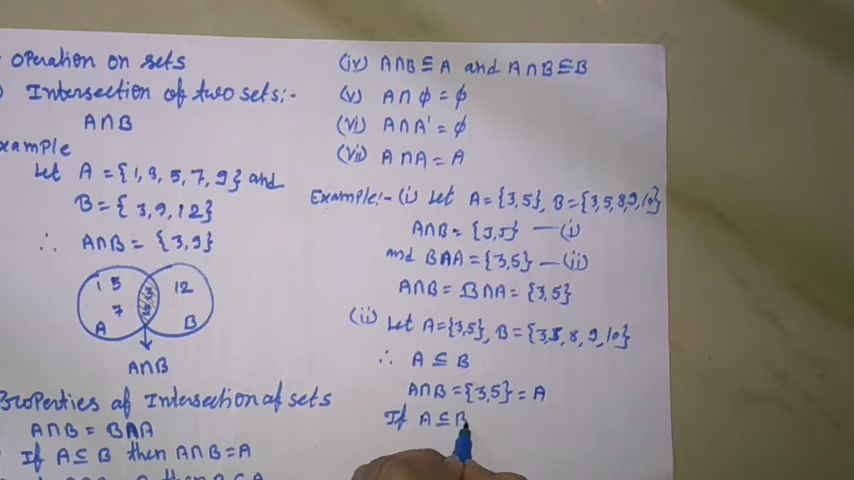 Operation on sets
Intersection of two sets:-
A∩B
Example
Let A = {1, 3, 5, 7, 9} and
B = { 3, 9, 12}
∴ A∩B = {3,9}
1 5 3 12
7 9
A B
A∩B
Properties of Intersection of sets
A∩B = B∩A
If A ⊆ B then A∩B = A
(iv) A∩B ⊆ A and A∩B ⊆ B
(v) A∩ϕ = ϕ
(vi) A∩A' = ϕ
(vii) A∩A = A
Example:- (i) Let A = {3,5}, B = {3,5,8,9,10}
A∩B = {3,5} —(i)
and B∩A = {3,5} —(ii)
A∩B = B∩A = {3,5}
(ii) Let A = {3,5}, B = {3,5, 8, 9, 10}
∴ A ⊆ B
A∩B = {3,5} = A
If A ⊆ B